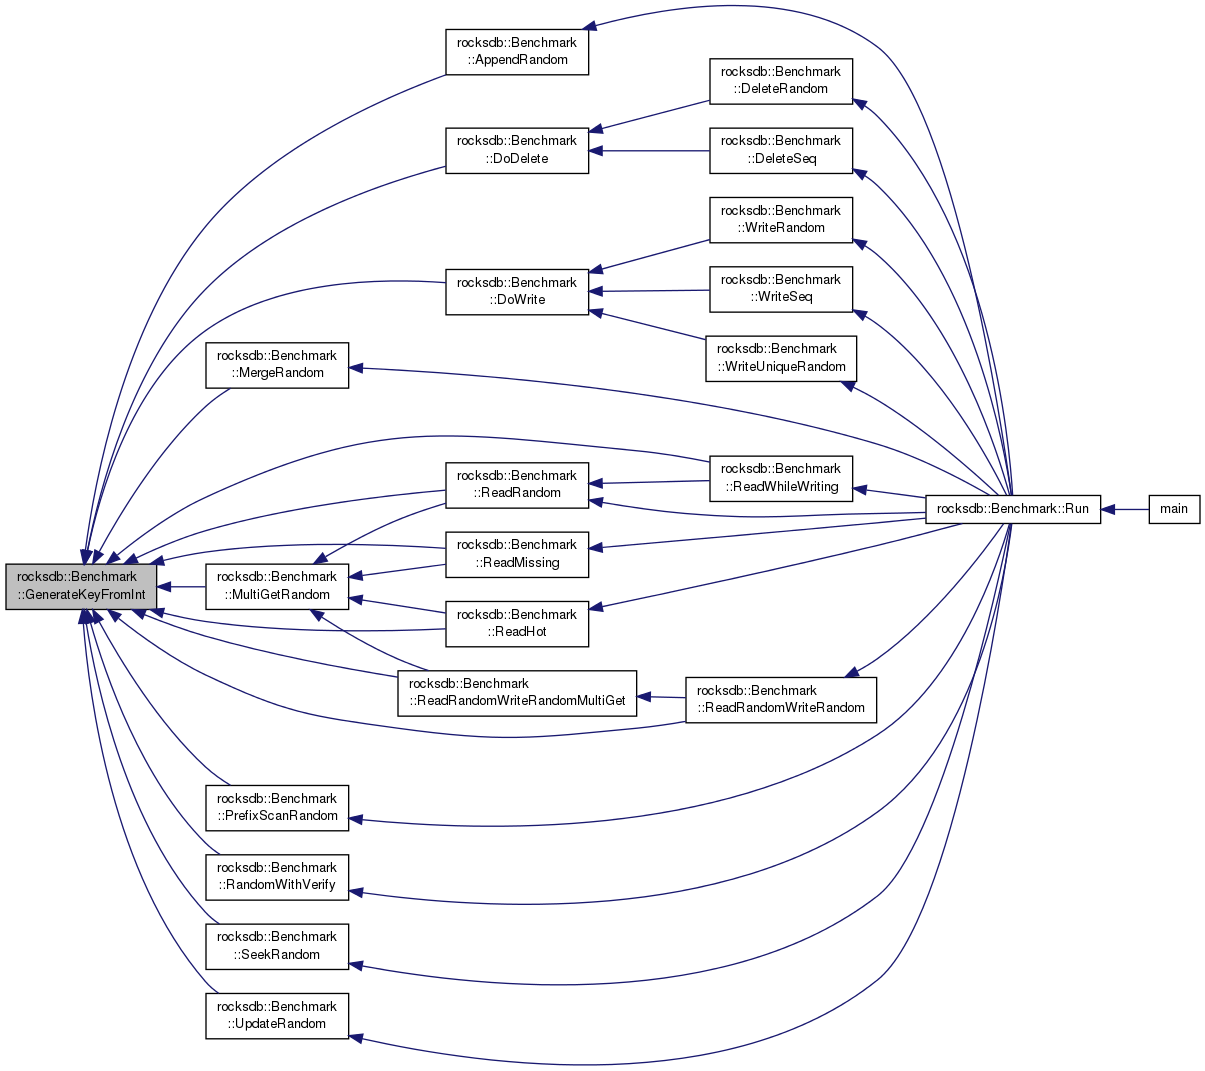 rocksdb::Benchmark
::AppendRandom
rocksdb::Benchmark
::DeleteRandom
rocksdb::Benchmark
::DoDelete
rocksdb::Benchmark
::DeleteSeq
rocksdb::Benchmark
::WriteRandom
rocksdb::Benchmark
::DoWrite
rocksdb::Benchmark
::WriteSeq
rocksdb::Benchmark
::WriteUniqueRandom
rocksdb::Benchmark
::MergeRandom
rocksdb::Benchmark
::ReadRandom
rocksdb::Benchmark
::ReadWhileWriting
rocksdb::Benchmark::Run
main
rocksdb::Benchmark
::ReadMissing
rocksdb::Benchmark
::GenerateKeyFromInt
rocksdb::Benchmark
::MultiGetRandom
rocksdb::Benchmark
::ReadHot
rocksdb::Benchmark
::ReadRandomWriteRandomMultiGet
rocksdb::Benchmark
::ReadRandomWriteRandom
rocksdb::Benchmark
::PrefixScanRandom
rocksdb::Benchmark
::RandomWithVerify
rocksdb::Benchmark
::SeekRandom
rocksdb::Benchmark
::UpdateRandom